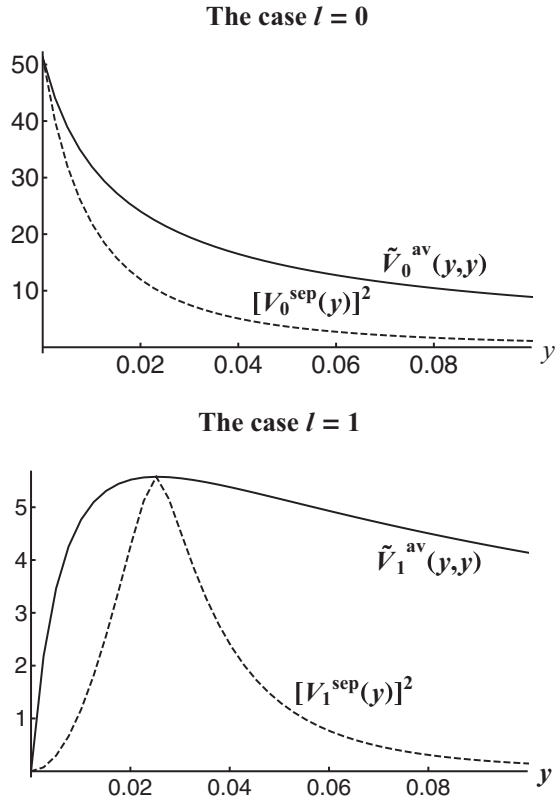 The case l = 0
50
40
30
20
10
Ṽ₀ᵃᵛ(y,y)
[V₀ˢᵉᵖ(y)]²
0.02 0.04 0.06 0.08 y
The case l = 1
5
4
3
2
1
Ṽ₁ᵃᵛ(y,y)
[V₁ˢᵉᵖ(y)]²
0.02 0.04 0.06 0.08 y